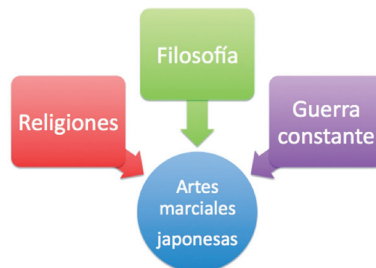 Filosofía
Religiones
Guerra
constante
Artes
marciales
japonesas